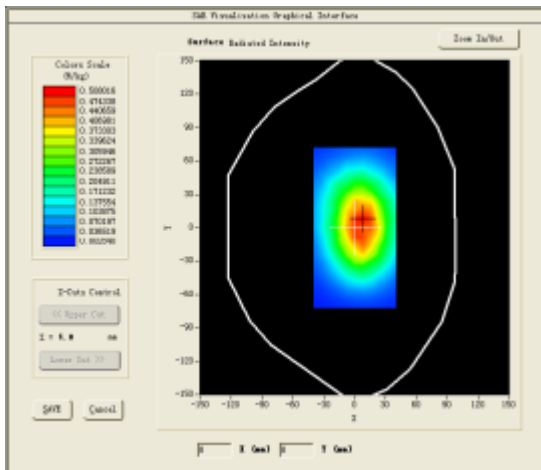 SAR Visualisation Graphical Interface
Surface Radiated Intensity
Zoom In/Out
Colors Scale
(W/kg)
0.508016
0.474338
0.440659
0.406981
0.373303
0.339624
0.305946
0.272267
0.238589
0.204911
0.171232
0.137554
0.103875
0.070197
0.036519
0.002840
150
120
90
60
30
0
-30
-60
-90
-120
-150
Y
-150 -120 -90 -60 -30 0 30 60 90 120 150
X
Z-Cuts Control
<< Upper Cut
Z = 5.0 mm
Lower Cut >>
SAVE
Cancel
X (mm)
Y (mm)